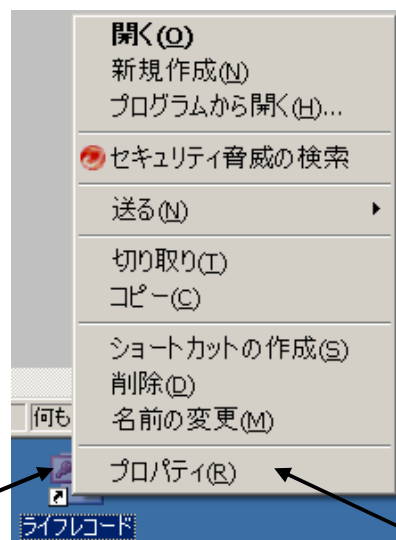 開く(O)
新規作成(N)
プログラムから開く(H)...
セキュリティ脅威の検索
送る(N)
切り取り(T)
コピー(C)
ショートカットの作成(S)
削除(D)
名前の変更(M)
何も
プロパティ(R)
ライフレコード